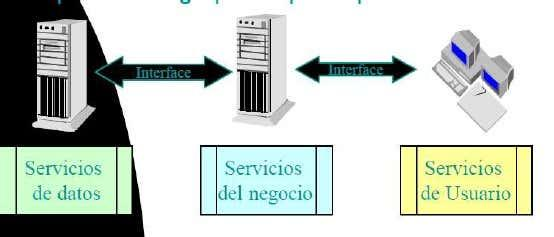 Interface
Interface
Servicios
de datos
Servicios
del negocio
Servicios
de Usuario